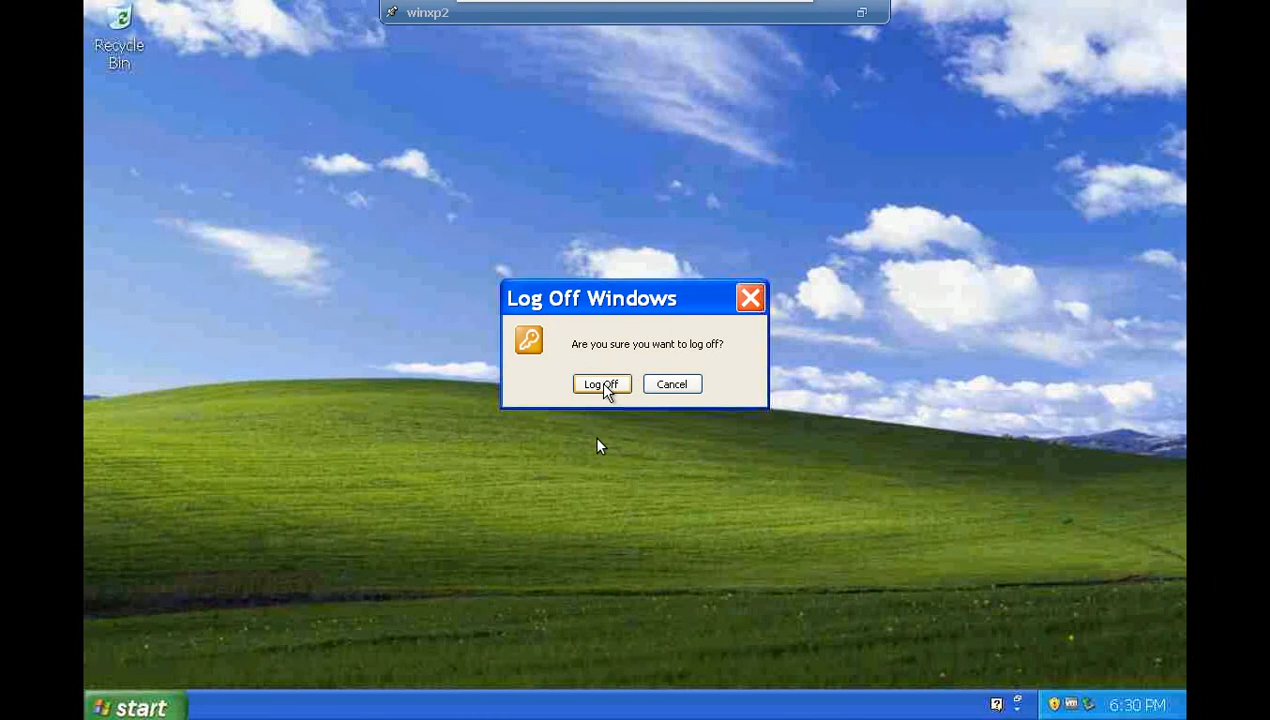 winxp2
Recycle
Bin
Log Off Windows
Are you sure you want to log off?
Log Off
Cancel
start
6:30 PM